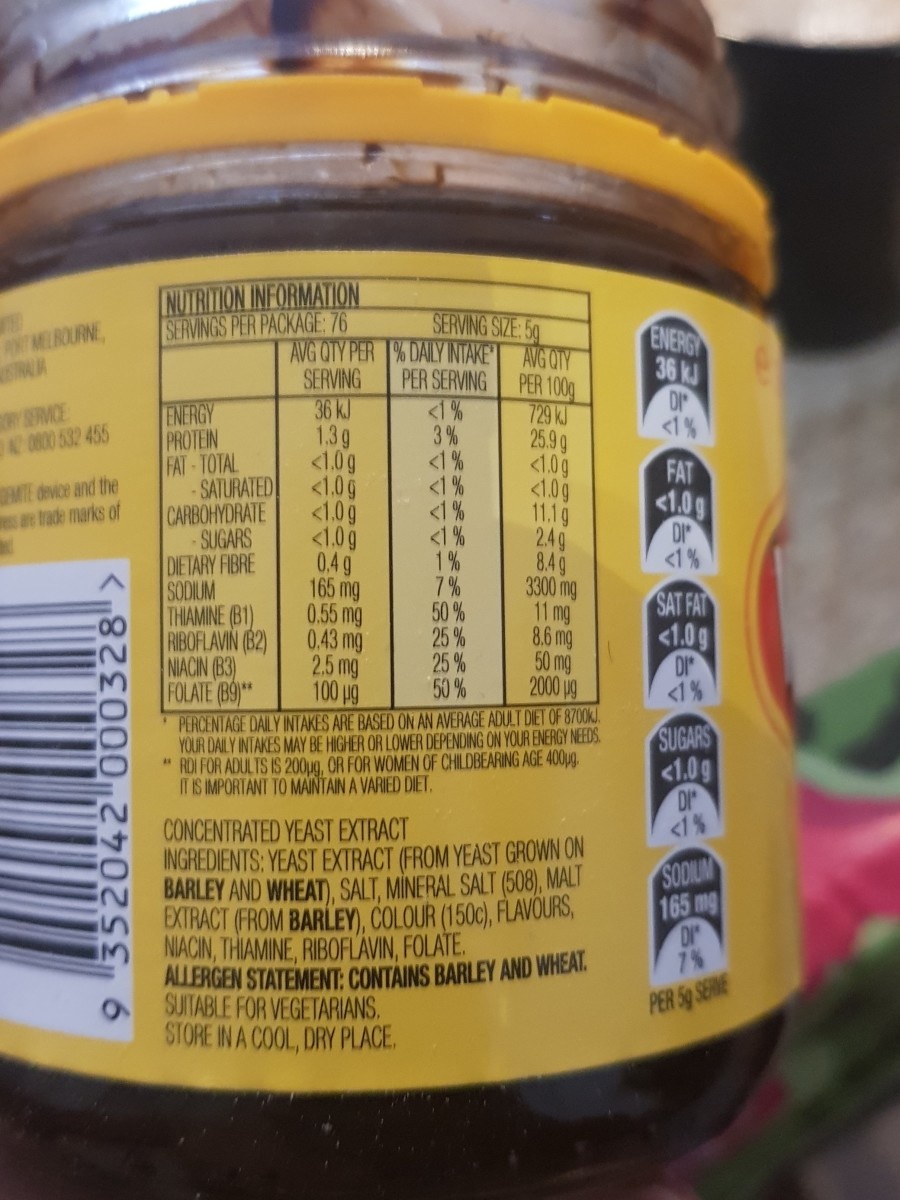 MELBOURNE,
SERVICE
0800 532 455
device and the
are trade marks of
9 352042 000328 >
NUTRITION INFORMATION
SERVINGS PER PACKAGE: 76 SERVING SIZE: 5g
AVG QTY PER SERVING % DAILY INTAKE* PER SERVING AVG QTY PER 100g
ENERGY 36 kJ <1 % 729 kJ
PROTEIN 1.3 g 3 % 25.9 g
FAT - TOTAL <1.0 g <1 % <1.0 g
- SATURATED <1.0 g <1 % <1.0 g
CARBOHYDRATE <1.0 g <1 % 11.1 g
- SUGARS <1.0 g <1 % 2.4 g
DIETARY FIBRE 0.4 g 1 % 8.4 g
SODIUM 165 mg 7 % 3300 mg
THIAMINE (B1) 0.55 mg 50 % 11 mg
RIBOFLAVIN (B2) 0.43 mg 25 % 8.6 mg
NIACIN (B3) 2.5 mg 25 % 50 mg
FOLATE (B9)** 100 µg 50 % 2000 µg
* PERCENTAGE DAILY INTAKES ARE BASED ON AN AVERAGE ADULT DIET OF 8700kJ.
YOUR DAILY INTAKES MAY BE HIGHER OR LOWER DEPENDING ON YOUR ENERGY NEEDS.
** RDI FOR ADULTS IS 200µg, OR FOR WOMEN OF CHILDBEARING AGE 400µg.
IT IS IMPORTANT TO MAINTAIN A VARIED DIET.
CONCENTRATED YEAST EXTRACT
INGREDIENTS: YEAST EXTRACT (FROM YEAST GROWN ON
BARLEY AND WHEAT), SALT, MINERAL SALT (508), MALT
EXTRACT (FROM BARLEY), COLOUR (150c), FLAVOURS,
NIACIN, THIAMINE, RIBOFLAVIN, FOLATE.
ALLERGEN STATEMENT: CONTAINS BARLEY AND WHEAT.
SUITABLE FOR VEGETARIANS.
STORE IN A COOL, DRY PLACE.
ENERGY
36 kJ
DI*
<1 %
FAT
<1.0 g
DI*
<1 %
SAT FAT
<1.0 g
DI*
<1 %
SUGARS
<1.0 g
DI*
<1 %
SODIUM
165 mg
DI*
7 %
PER 5g SERVE